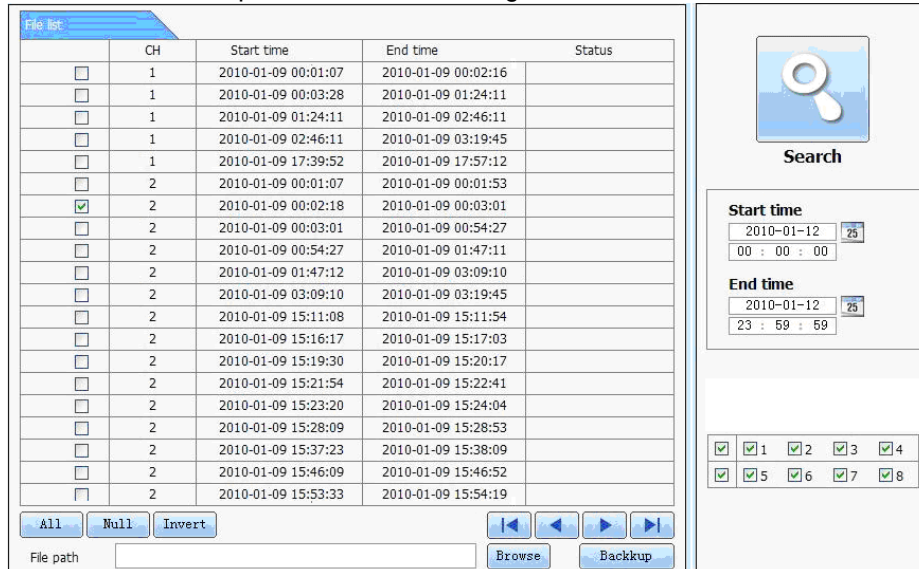 File list
CH Start time End time Status
1 2010-01-09 00:01:07 2010-01-09 00:02:16
1 2010-01-09 00:03:28 2010-01-09 01:24:11
1 2010-01-09 01:24:11 2010-01-09 02:46:11
1 2010-01-09 02:46:11 2010-01-09 03:19:45
1 2010-01-09 17:39:52 2010-01-09 17:57:12
2 2010-01-09 00:01:07 2010-01-09 00:01:53
2 2010-01-09 00:02:18 2010-01-09 00:03:01
2 2010-01-09 00:03:01 2010-01-09 00:54:27
2 2010-01-09 00:54:27 2010-01-09 01:47:11
2 2010-01-09 01:47:12 2010-01-09 03:09:10
2 2010-01-09 03:09:10 2010-01-09 03:19:45
2 2010-01-09 15:11:08 2010-01-09 15:11:54
2 2010-01-09 15:16:17 2010-01-09 15:17:03
2 2010-01-09 15:19:30 2010-01-09 15:20:17
2 2010-01-09 15:21:54 2010-01-09 15:22:41
2 2010-01-09 15:23:20 2010-01-09 15:24:04
2 2010-01-09 15:28:09 2010-01-09 15:28:53
2 2010-01-09 15:37:23 2010-01-09 15:38:09
2 2010-01-09 15:46:09 2010-01-09 15:46:52
2 2010-01-09 15:53:33 2010-01-09 15:54:19
All Null Invert
File path Browse Backkup
Search
Start time
2010-01-12 25
00 : 00 : 00
End time
2010-01-12 25
23 : 59 : 59
1 2 3 4
5 6 7 8